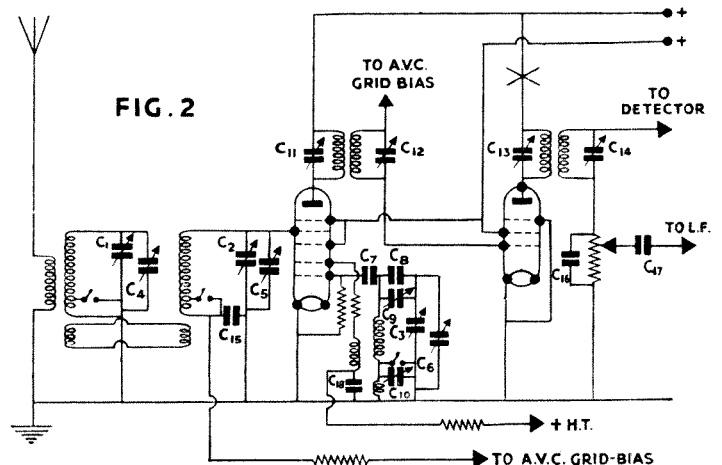 +
+
TO A.V.C.
GRID BIAS
FIG. 2
TO
DETECTOR
C11
C12
C13
C14
C1
C4
C2
C5
C15
C7
C8
C9
C3
C6
C10
C18
C16
C17
TO L.F.
+ H.T.
TO A.V.C. GRID-BIAS